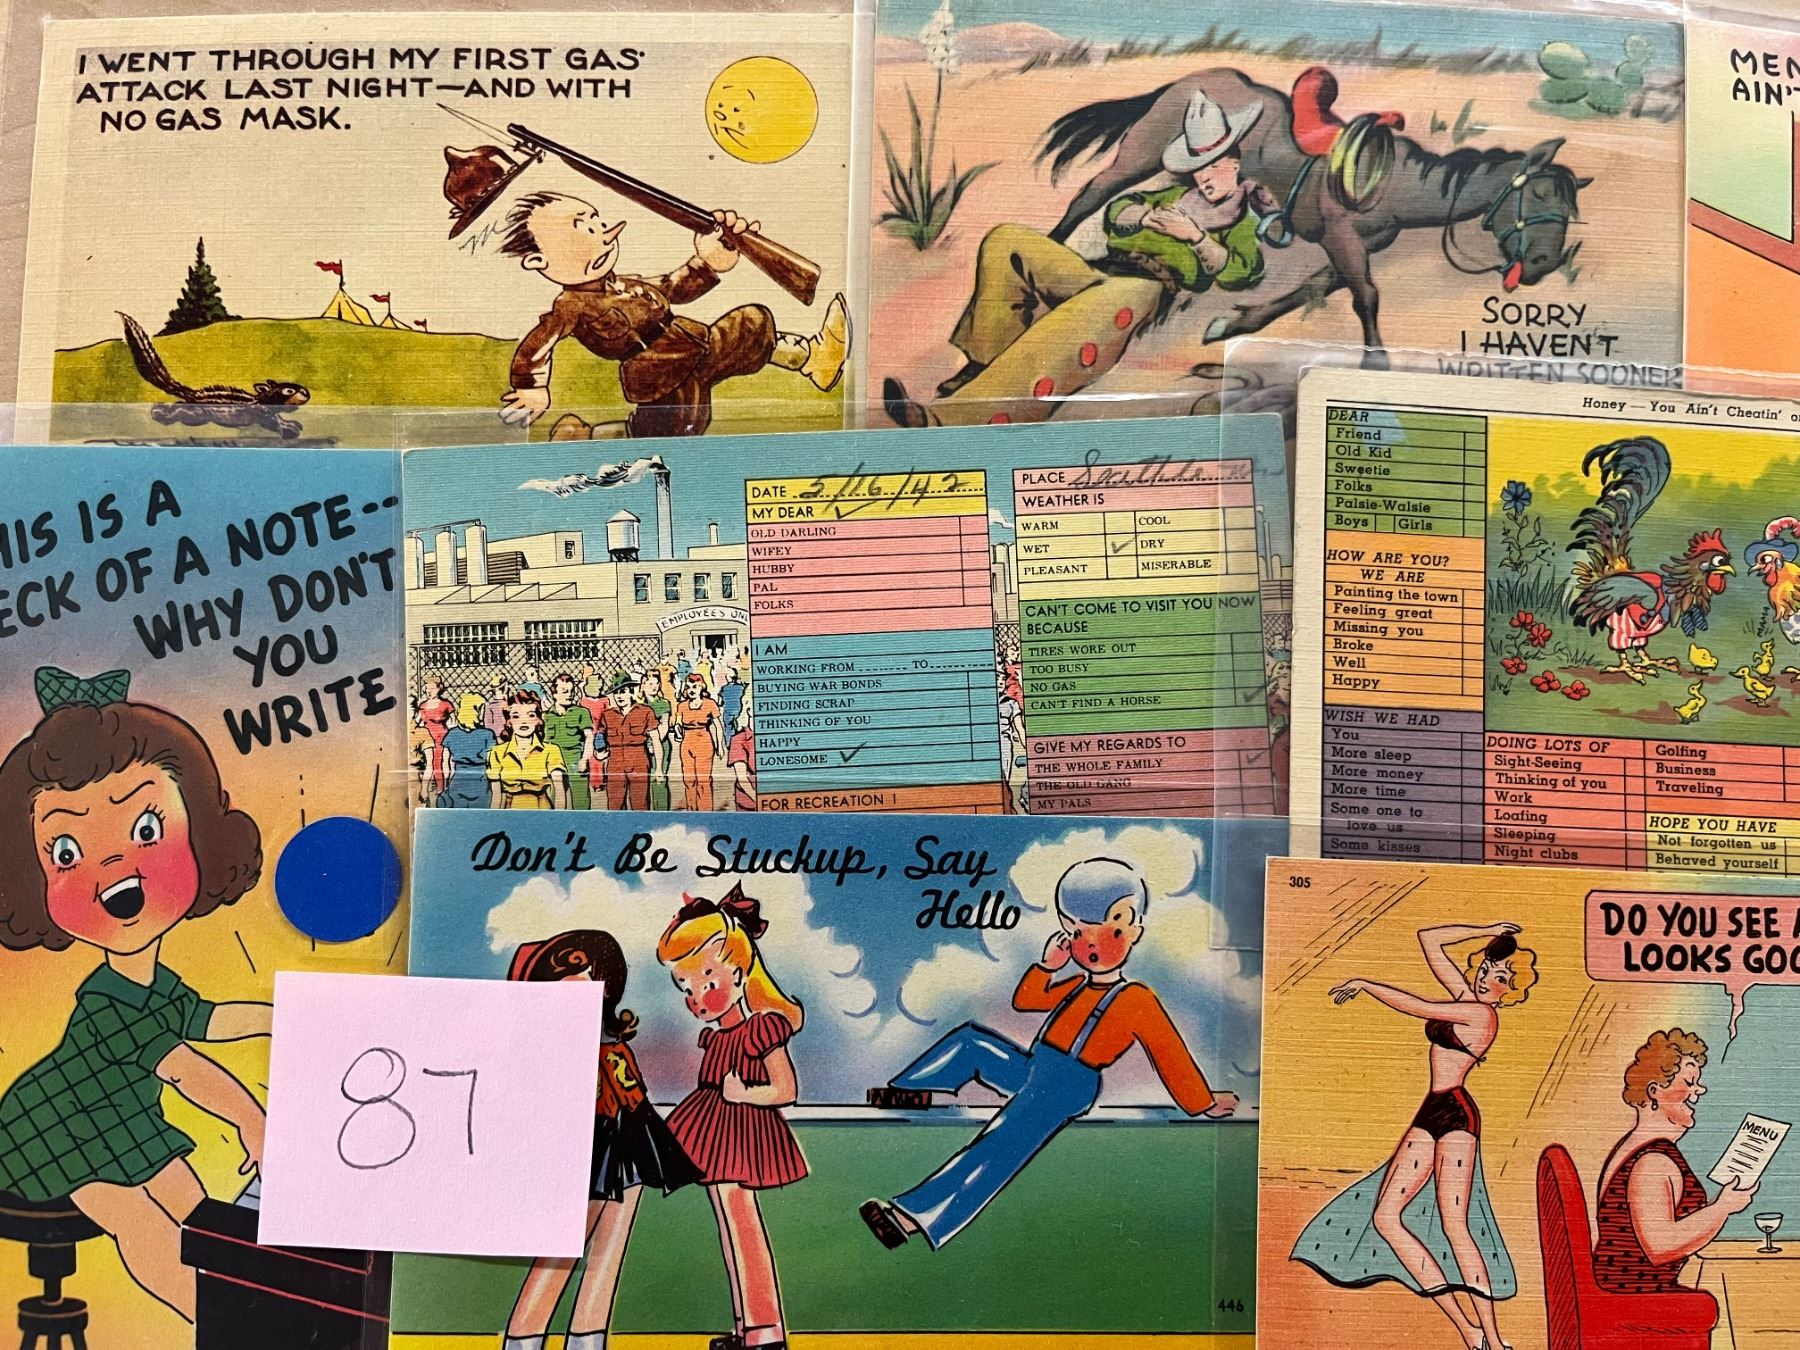 I WENT THROUGH MY FIRST GAS
ATTACK LAST NIGHT—AND WITH
NO GAS MASK.
SORRY
I HAVEN'T
WRITTEN SOONER
MEN
AIN'T
HIS IS A
ECK OF A NOTE--
WHY DON'T
YOU
WRITE
EMPLOYEES ONL
DATE 2/16/42
MY DEAR
OLD DARLING
WIFEY
HUBBY
PAL
FOLKS
I AM
WORKING FROM ........ TO ........
BUYING WAR BONDS
FINDING SCRAP
THINKING OF YOU
HAPPY
LONESOME
FOR RECREATION I
PLACE Seattle
WEATHER IS
WARM COOL
WET DRY
PLEASANT MISERABLE
CAN'T COME TO VISIT YOU NOW
BECAUSE
TIRES WORE OUT
TOO BUSY
NO GAS
CAN'T FIND A HORSE
GIVE MY REGARDS TO
THE WHOLE FAMILY
THE OLD GANG
MY PALS
Honey — You Ain't Cheatin' o
DEAR
Friend
Old Kid
Sweetie
Folks
Palsie-Walsie
Boys Girls
HOW ARE YOU?
WE ARE
Painting the town
Feeling great
Missing you
Broke
Well
Happy
WISH WE HAD
You
More sleep
More money
More time
Some one to
love us
Some kisses
MAMA
DOING LOTS OF
Sight-Seeing
Thinking of you
Work
Loafing
Sleeping
Night clubs
Golfing
Business
Traveling
HOPE YOU HAVE
Not forgotten us
Behaved yourself
Don't Be Stuckup, Say
Hello
446
87
305
DO YOU SEE A
LOOKS GOO
MENU